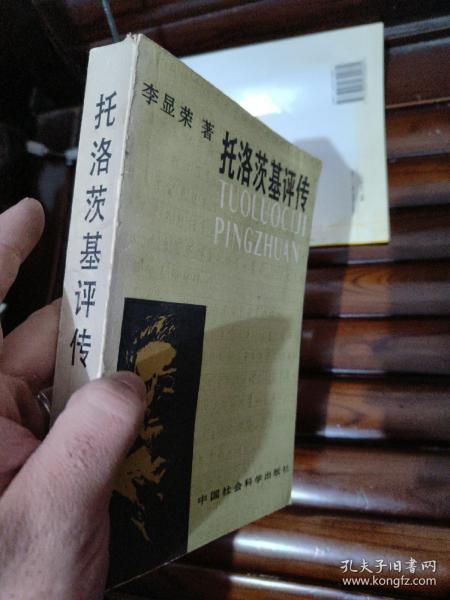 托洛茨基评传
李显荣 著
托洛茨基评传
TUOLUOCIJI
PINGZHUAN
中国社会科学出版社
孔夫子旧书网
www.kongfz.com